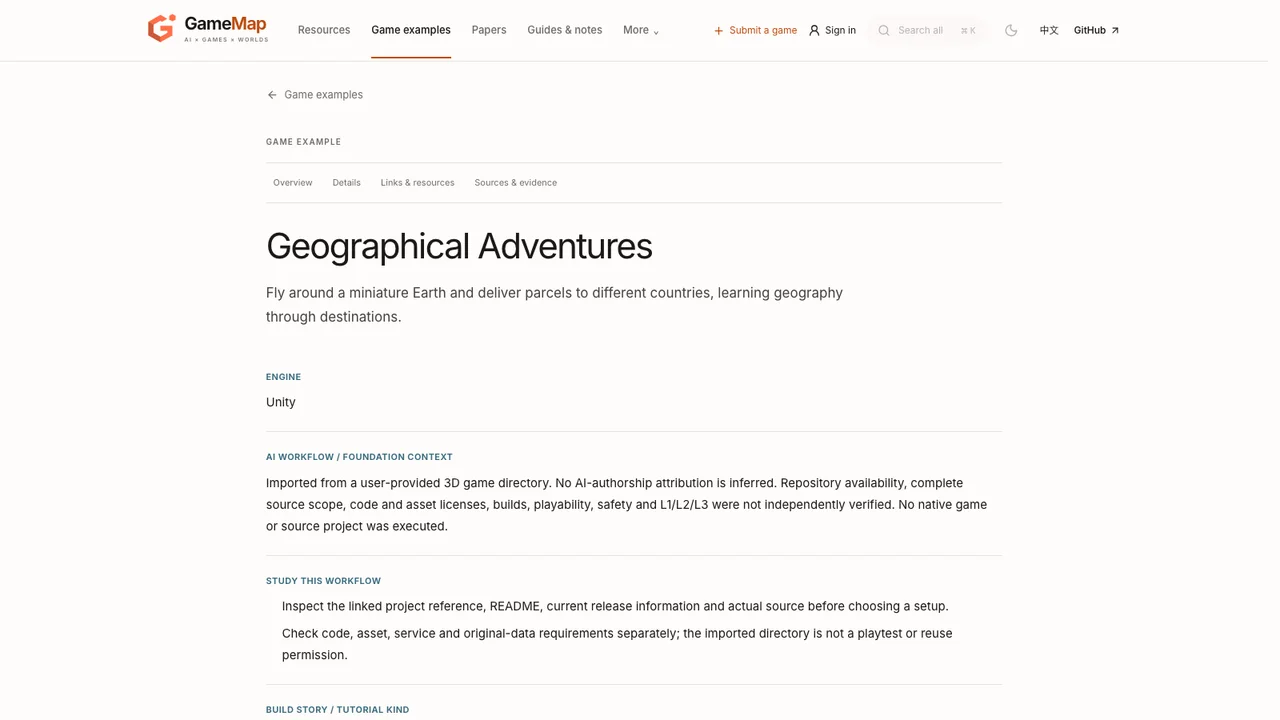 GameMap
AI × GAMES × WORLDS
Resources
Game examples
Papers
Guides & notes
More
Submit a game
Sign in
Search all
⌘ K
中文
GitHub
Game examples
GAME EXAMPLE
Overview
Details
Links & resources
Sources & evidence
Geographical Adventures
Fly around a miniature Earth and deliver parcels to different countries, learning geography
through destinations.
ENGINE
Unity
AI WORKFLOW / FOUNDATION CONTEXT
Imported from a user-provided 3D game directory. No AI-authorship attribution is inferred. Repository availability, complete
source scope, code and asset licenses, builds, playability, safety and L1/L2/L3 were not independently verified. No native game
or source project was executed.
STUDY THIS WORKFLOW
Inspect the linked project reference, README, current release information and actual source before choosing a setup.
Check code, asset, service and original-data requirements separately; the imported directory is not a playtest or reuse
permission.
BUILD STORY / TUTORIAL KIND